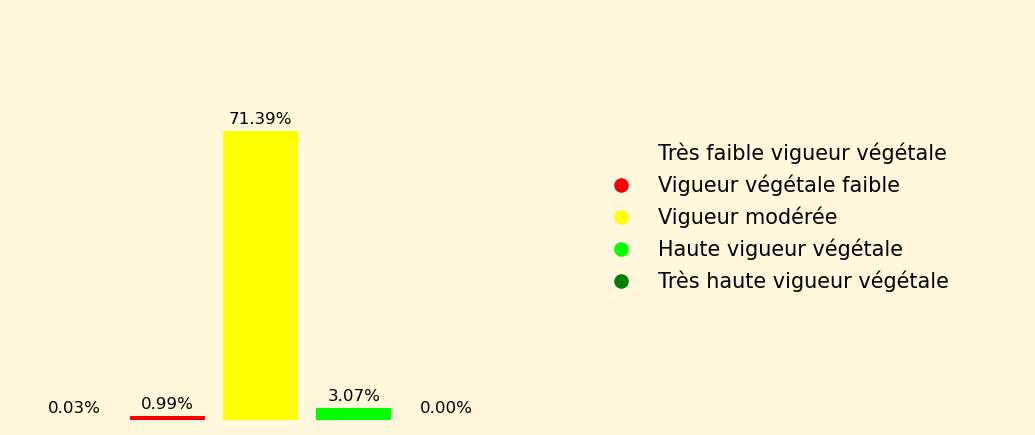 71.39%
0.03%
0.99%
3.07%
0.00%
Très faible vigueur végétale
Vigueur végétale faible
Vigueur modérée
Haute vigueur végétale
Très haute vigueur végétale